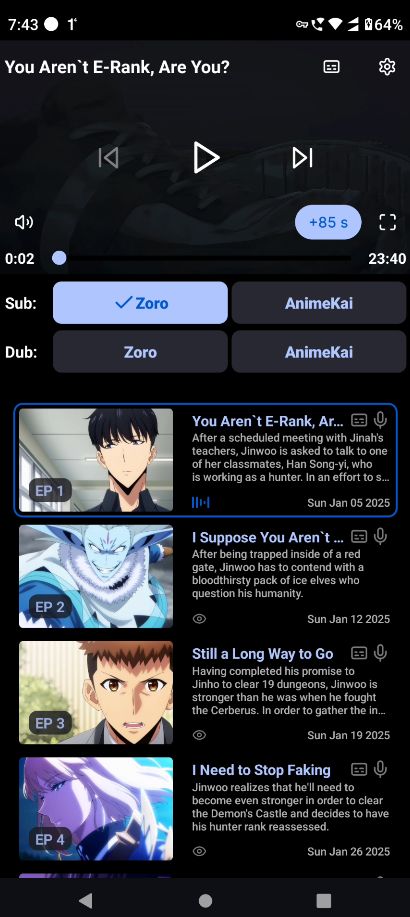 7:43 64%
You Aren`t E-Rank, Are You?
+85 s
0:02 23:40
Sub: Zoro AnimeKai
Dub: Zoro AnimeKai
You Aren`t E-Rank, Ar...
After a scheduled meeting with Jinah's
teachers, Jinwoo is asked to talk to one
of her classmates, Han Song-yi, who
is working as a hunter. In an effort to s...
EP 1
Sun Jan 05 2025
I Suppose You Aren`t ...
After being trapped inside of a red
gate, Jinwoo has to contend with a
bloodthirsty pack of ice elves who
question his humanity.
EP 2
Sun Jan 12 2025
Still a Long Way to Go
Having completed his promise to
Jinho to clear 19 dungeons, Jinwoo is
stronger than he was when he fought
the Cerberus. In order to gather the in...
EP 3
Sun Jan 19 2025
I Need to Stop Faking
Jinwoo realizes that he'll need to
become even stronger in order to clear
the Demon's Castle and decides to have
his hunter rank reassessed.
EP 4
Sun Jan 26 2025